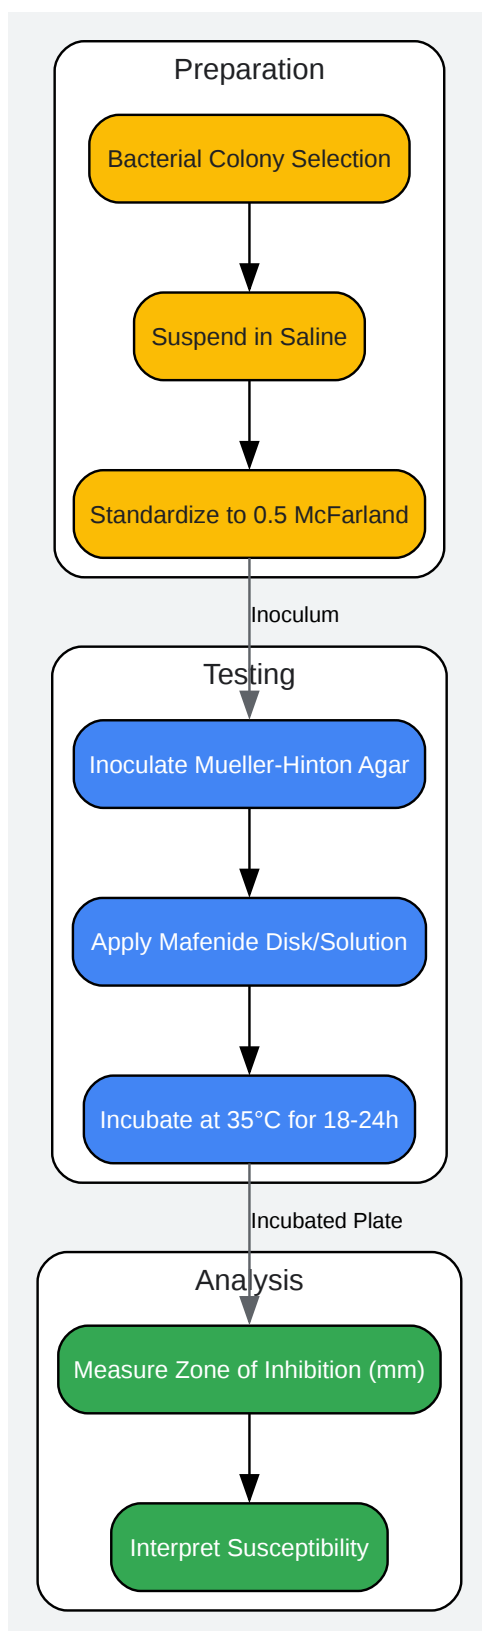 Preparation
Bacterial Colony Selection
Suspend in Saline
Standardize to 0.5 McFarland
Inoculum
Testing
Inoculate Mueller-Hinton Agar
Apply Mafenide Disk/Solution
Incubate at 35°C for 18-24h
Incubated Plate
Analysis
Measure Zone of Inhibition (mm)
Interpret Susceptibility